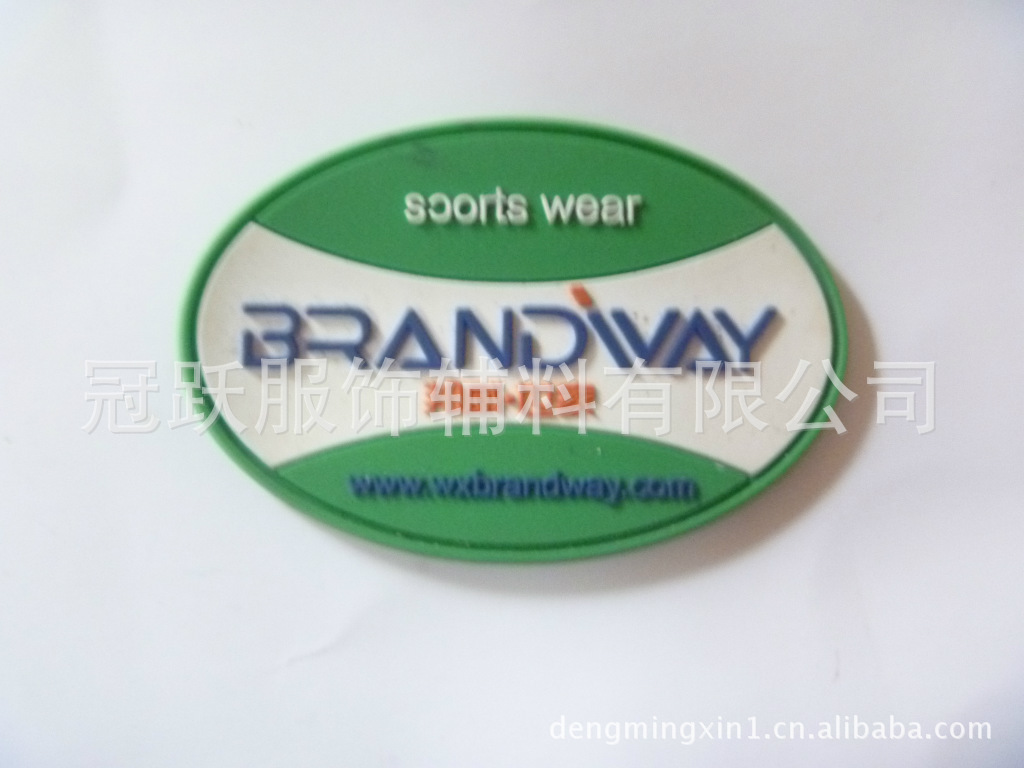 sports wear
BRANDWAY
冠跃服饰辅料有限公司
www.wxbrandway.com
dengmingxin1.cn.alibaba.com